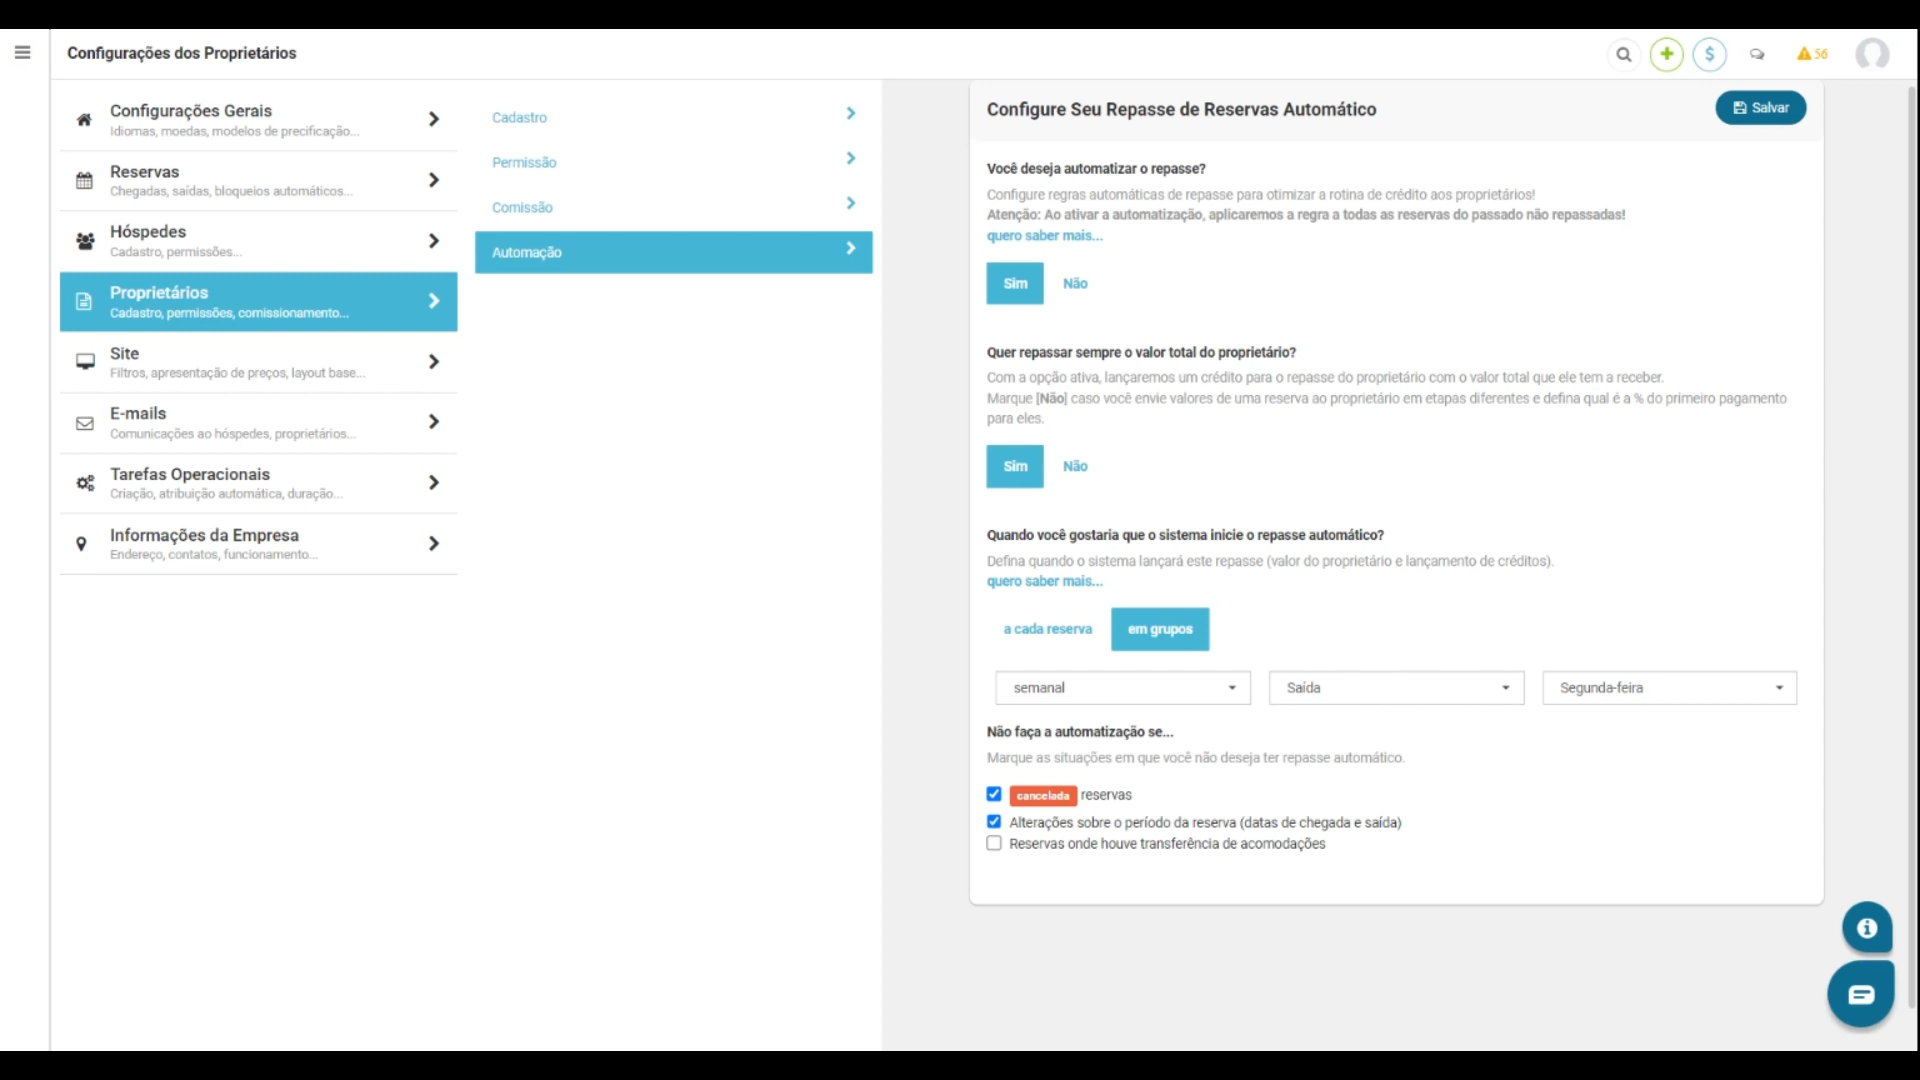 Configurações dos Proprietários
56
Configurações Gerais
Idiomas, moedas, modelos de precificação...
Reservas
Chegadas, saídas, bloqueios automáticos...
Hóspedes
Cadastro, permissões...
Proprietários
Cadastro, permissões, comissionamento...
Site
Filtros, apresentação de preços, layout base...
E-mails
Comunicações ao hóspedes, proprietários...
Tarefas Operacionais
Criação, atribuição automática, duração...
Informações da Empresa
Endereço, contatos, funcionamento...
Cadastro
Permissão
Comissão
Automação
Configure Seu Repasse de Reservas Automático
Salvar
Você deseja automatizar o repasse?
Configure regras automáticas de repasse para otimizar a rotina de crédito aos proprietários!
Atenção: Ao ativar a automatização, aplicaremos a regra a todas as reservas do passado não repassadas!
quero saber mais...
Sim Não
Quer repassar sempre o valor total do proprietário?
Com a opção ativa, lançaremos um crédito para o repasse do proprietário com o valor total que ele tem a receber.
Marque [Não] caso você envie valores de uma reserva ao proprietário em etapas diferentes e defina qual é a % do primeiro pagamento
para eles.
Sim Não
Quando você gostaria que o sistema inicie o repasse automático?
Defina quando o sistema lançará este repasse (valor do proprietário e lançamento de créditos).
quero saber mais...
a cada reserva em grupos
semanal Saída Segunda-feira
Não faça a automatização se...
Marque as situações em que você não deseja ter repasse automático.
cancelada reservas
Alterações sobre o período da reserva (datas de chegada e saída)
Reservas onde houve transferência de acomodações